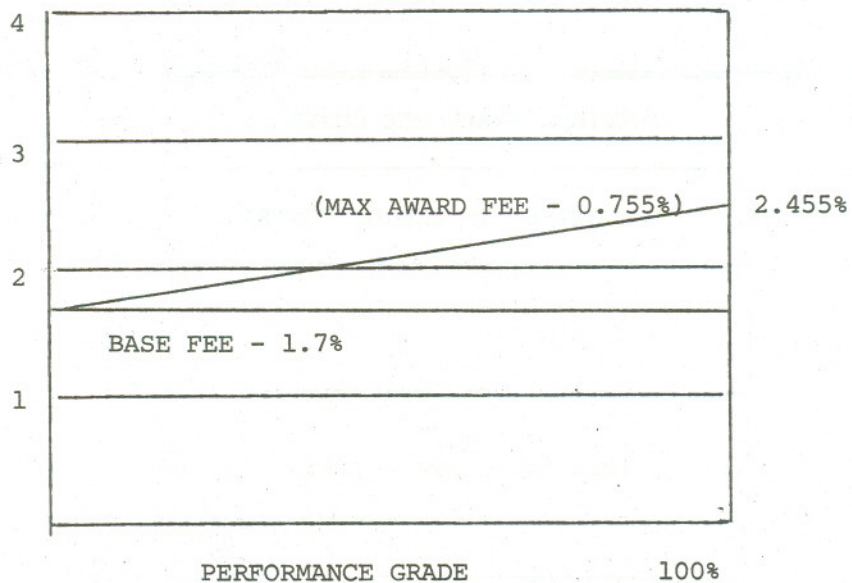 4
3
(MAX AWARD FEE - 0.755%) 2.455%
2
BASE FEE - 1.7%
1
PERFORMANCE GRADE 100%